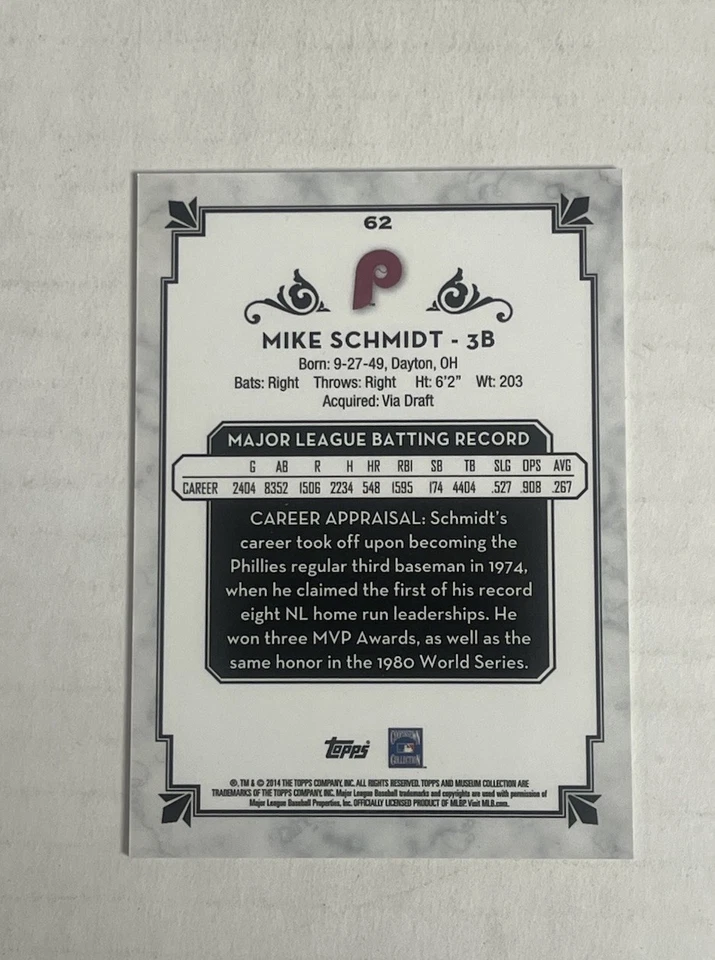 62
P
MIKE SCHMIDT - 3B
Born: 9-27-49, Dayton, OH
Bats: Right Throws: Right Ht: 6'2" Wt: 203
Acquired: Via Draft
MAJOR LEAGUE BATTING RECORD
G AB R H HR RBI SB TB SLG OPS AVG
CAREER 2404 8352 1506 2234 548 1595 174 4404 .527 .908 .267
CAREER APPRAISAL: Schmidt's
career took off upon becoming the
Phillies regular third baseman in 1974,
when he claimed the first of his record
eight NL home run leaderships. He
won three MVP Awards, as well as the
same honor in the 1980 World Series.
Topps COOPERSTOWN
COLLECTION
®, TM & © 2014 THE TOPPS COMPANY, INC. ALL RIGHTS RESERVED. TOPPS AND MUSEUM COLLECTION ARE
TRADEMARKS OF THE TOPPS COMPANY, INC. Major League Baseball trademarks and copyrights are used with permission of
Major League Baseball Properties, Inc. OFFICIALLY LICENSED PRODUCT OF MLBP. Visit MLB.com.